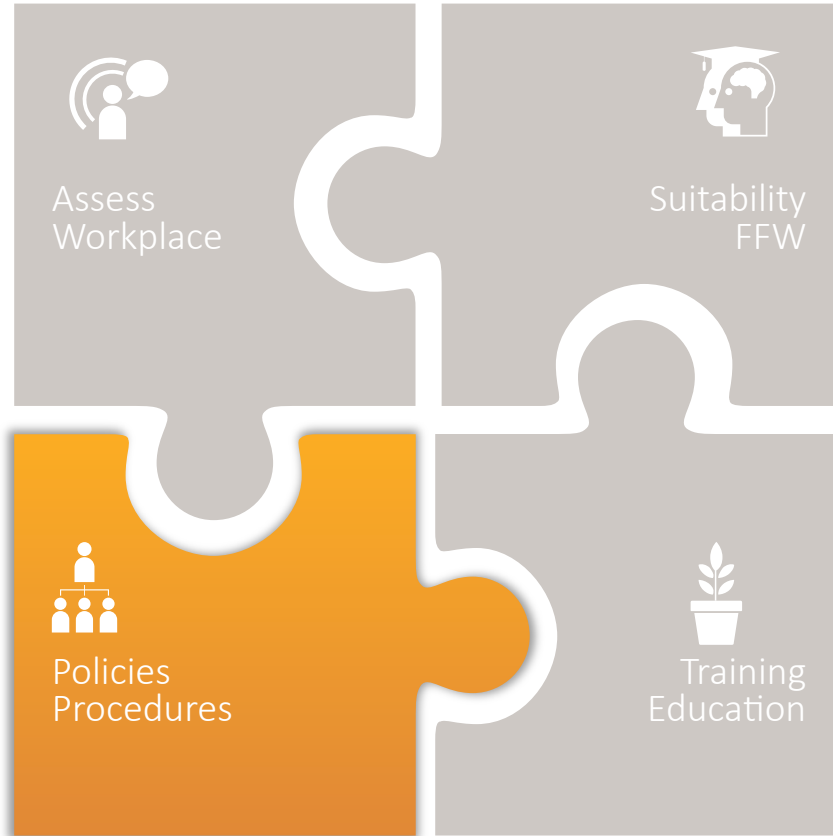 Assess
Workplace
Suitability
FFW
Policies
Procedures
Training
Education